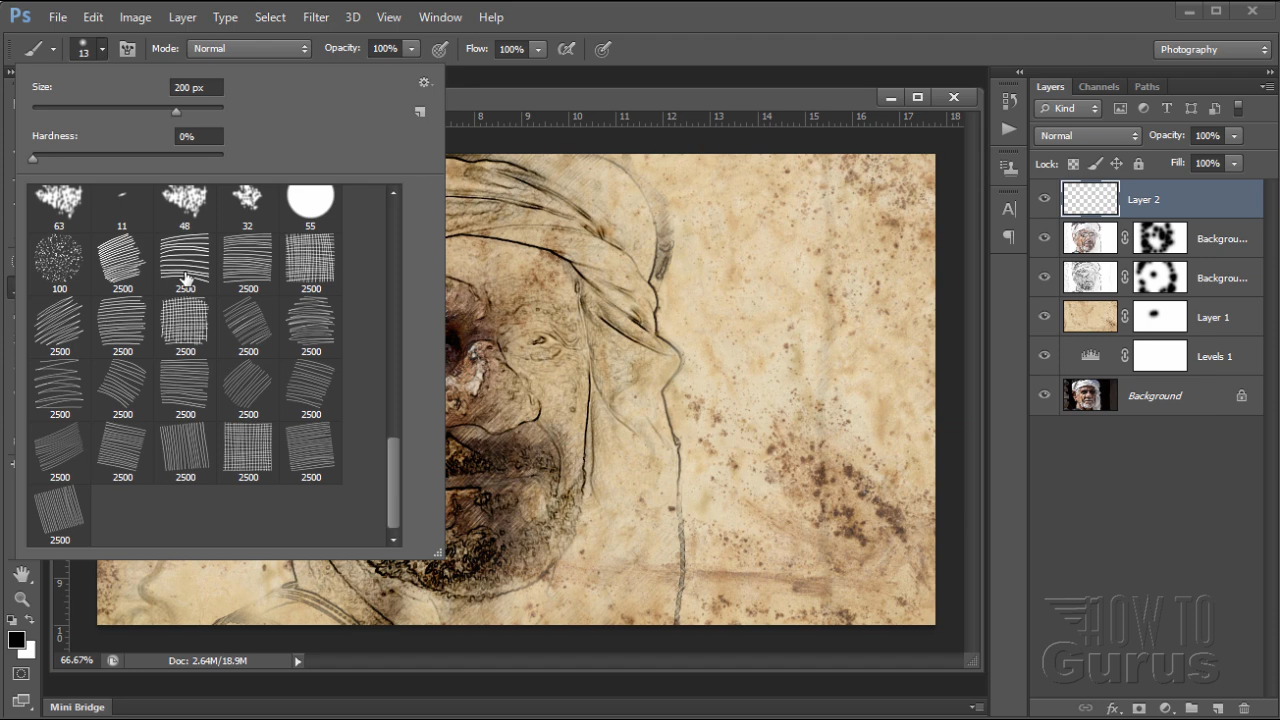 Ps File Edit Image Layer Type Select Filter 3D View Window Help
13 Mode: Normal Opacity: 100% Flow: 100% Photography
Size: 200 px
Hardness: 0%
63 11 48 32 55
100 2500 2500 2500 2500
2500 2500 2500 2500 2500
2500 2500 2500 2500 2500
2500 2500 2500 2500 2500
2500
8 9 10 11 12 13 14 15 16 17 18
9
10
66.67% Doc: 2.64M/18.9M
Mini Bridge
Layers Channels Paths
Kind
Normal Opacity: 100%
Lock: Fill: 100%
Layer 2
Backgrou...
Backgrou...
Layer 1
Levels 1
Background
HOW TO
Gurus